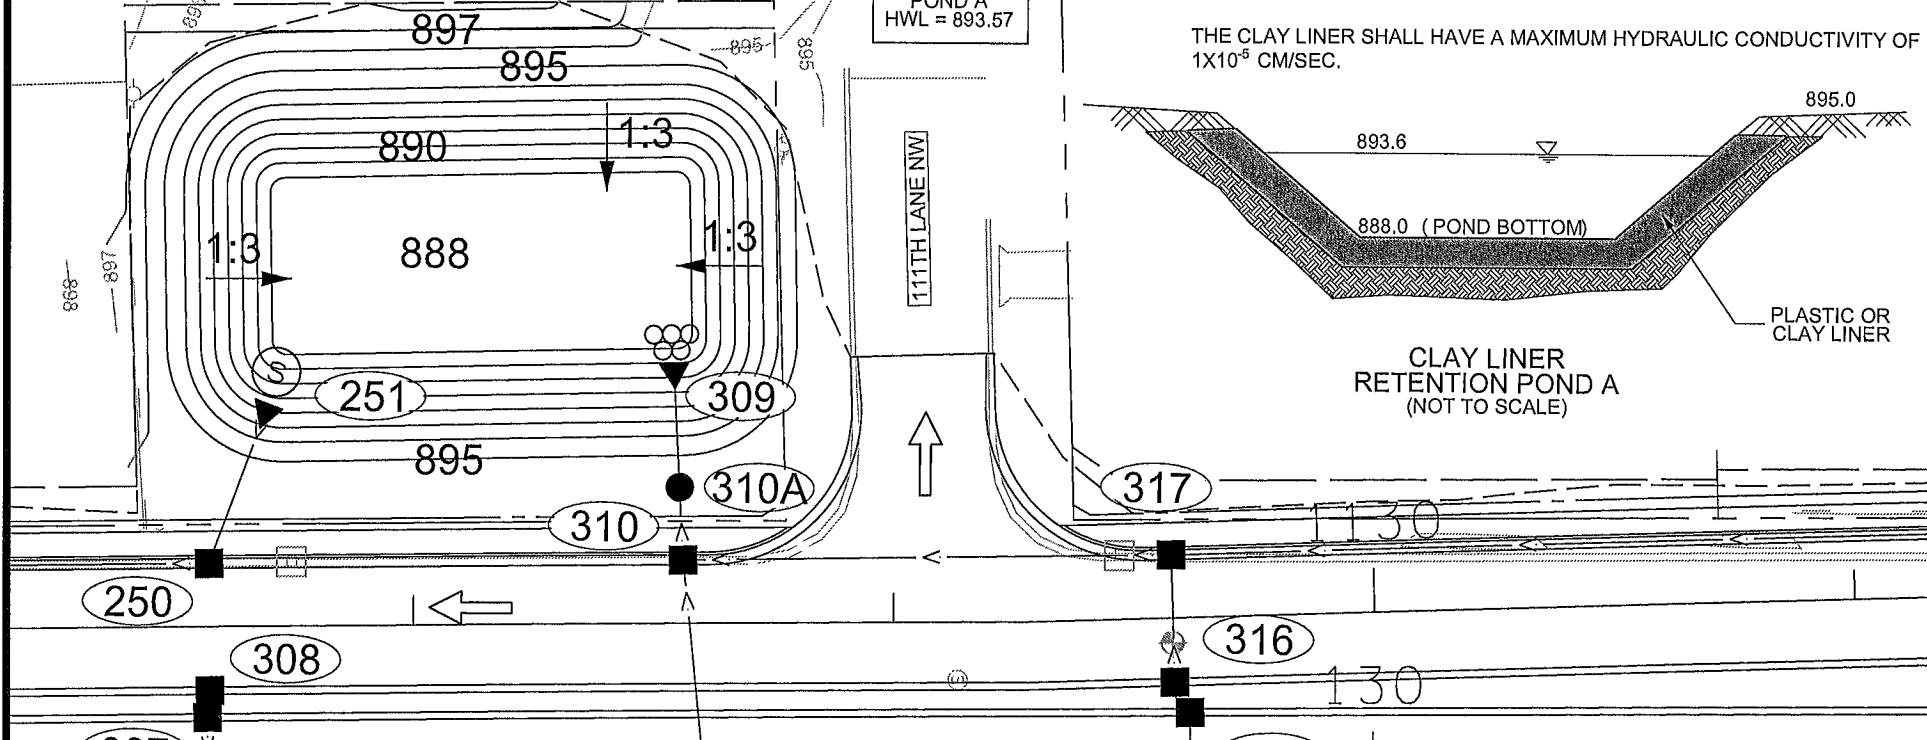 896
897
895
895
895
POND A
HWL = 893.57
THE CLAY LINER SHALL HAVE A MAXIMUM HYDRAULIC CONDUCTIVITY OF
1X10⁻⁵ CM/SEC.
895.0
893.6
888.0 (POND BOTTOM)
PLASTIC OR
CLAY LINER
CLAY LINER
RETENTION POND A
(NOT TO SCALE)
890
1:3
1:3
888
1:3
897
898
111TH LANE NW
S
251
309
895
310A
310
317
1130
250
308
316
130